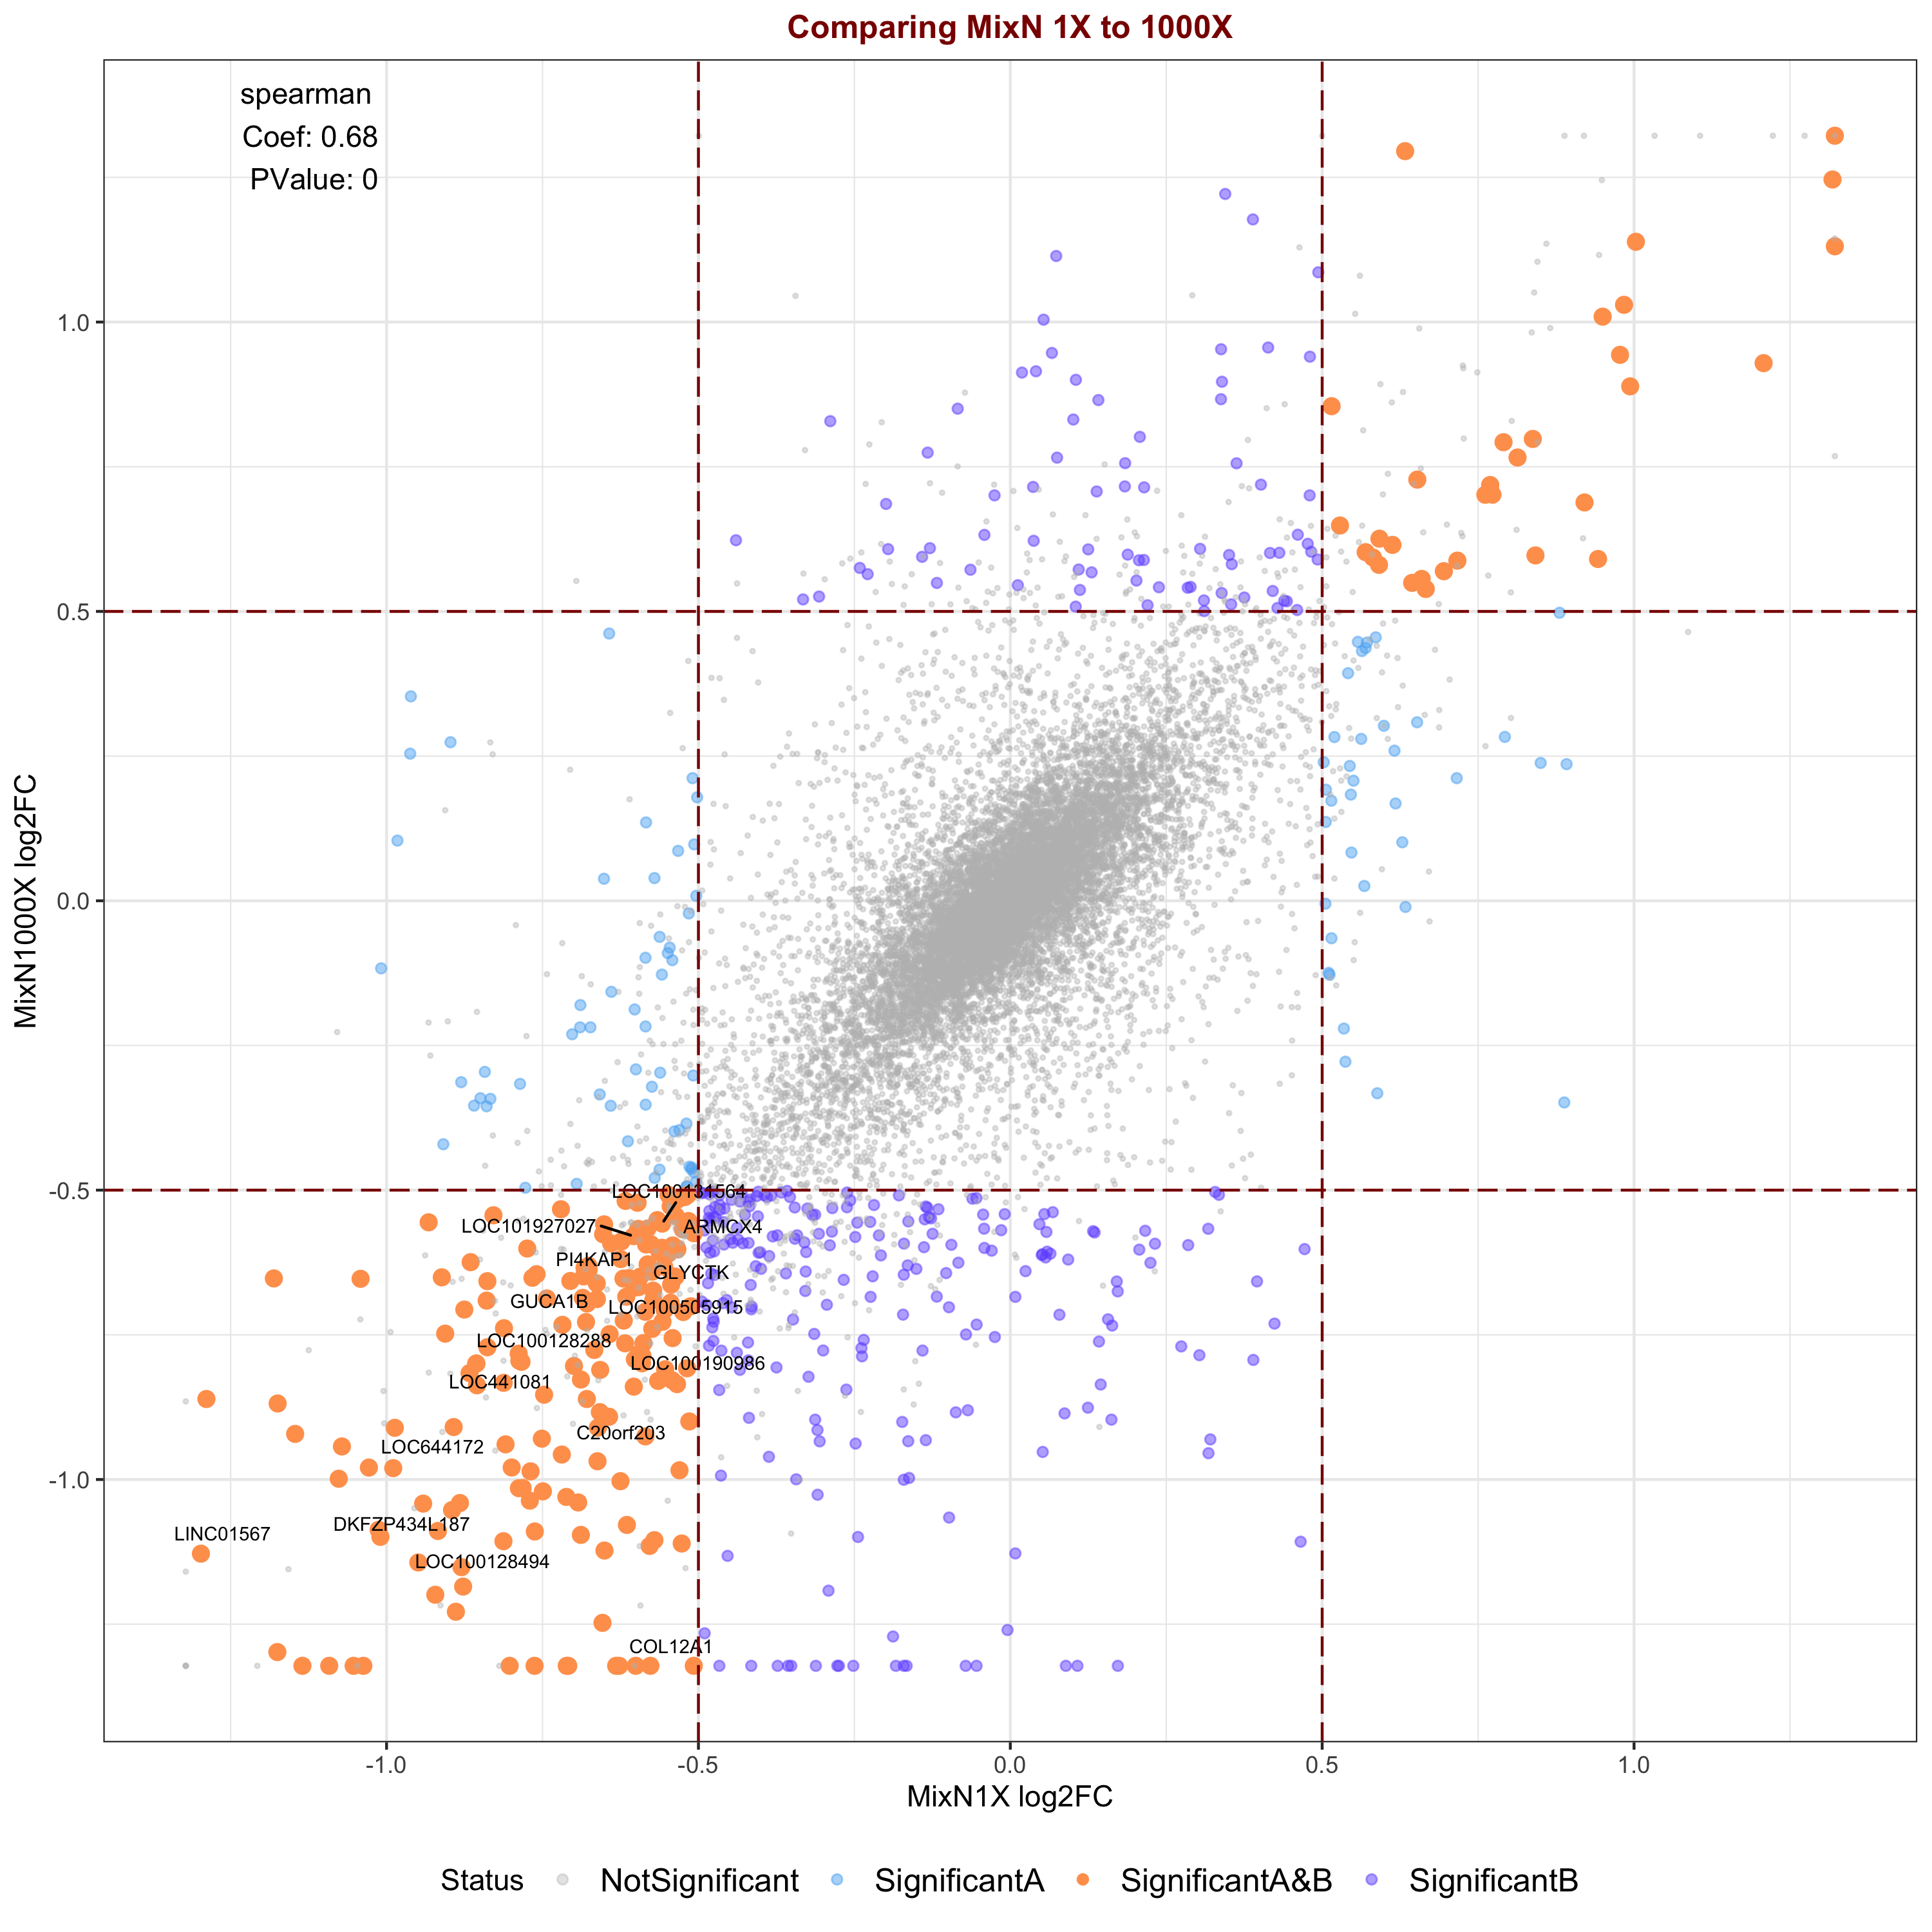 Comparing MixN 1X to 1000X
spearman
Coef: 0.68
PValue: 0
1.0
0.5
0.0
-0.5
-1.0
MixN1000X log2FC
LOC100131564
LOC101927027
ARMCX4
PI4KAP1
GLYCTK
GUCA1B
LOC100505915
LOC100128288
LOC100190986
LOC441081
C20orf203
LOC644172
DKFZP434L187
LINC01567
LOC100128494
COL12A1
-1.0
-0.5
0.0
0.5
1.0
MixN1X log2FC
Status
NotSignificant
SignificantA
SignificantA&B
SignificantB